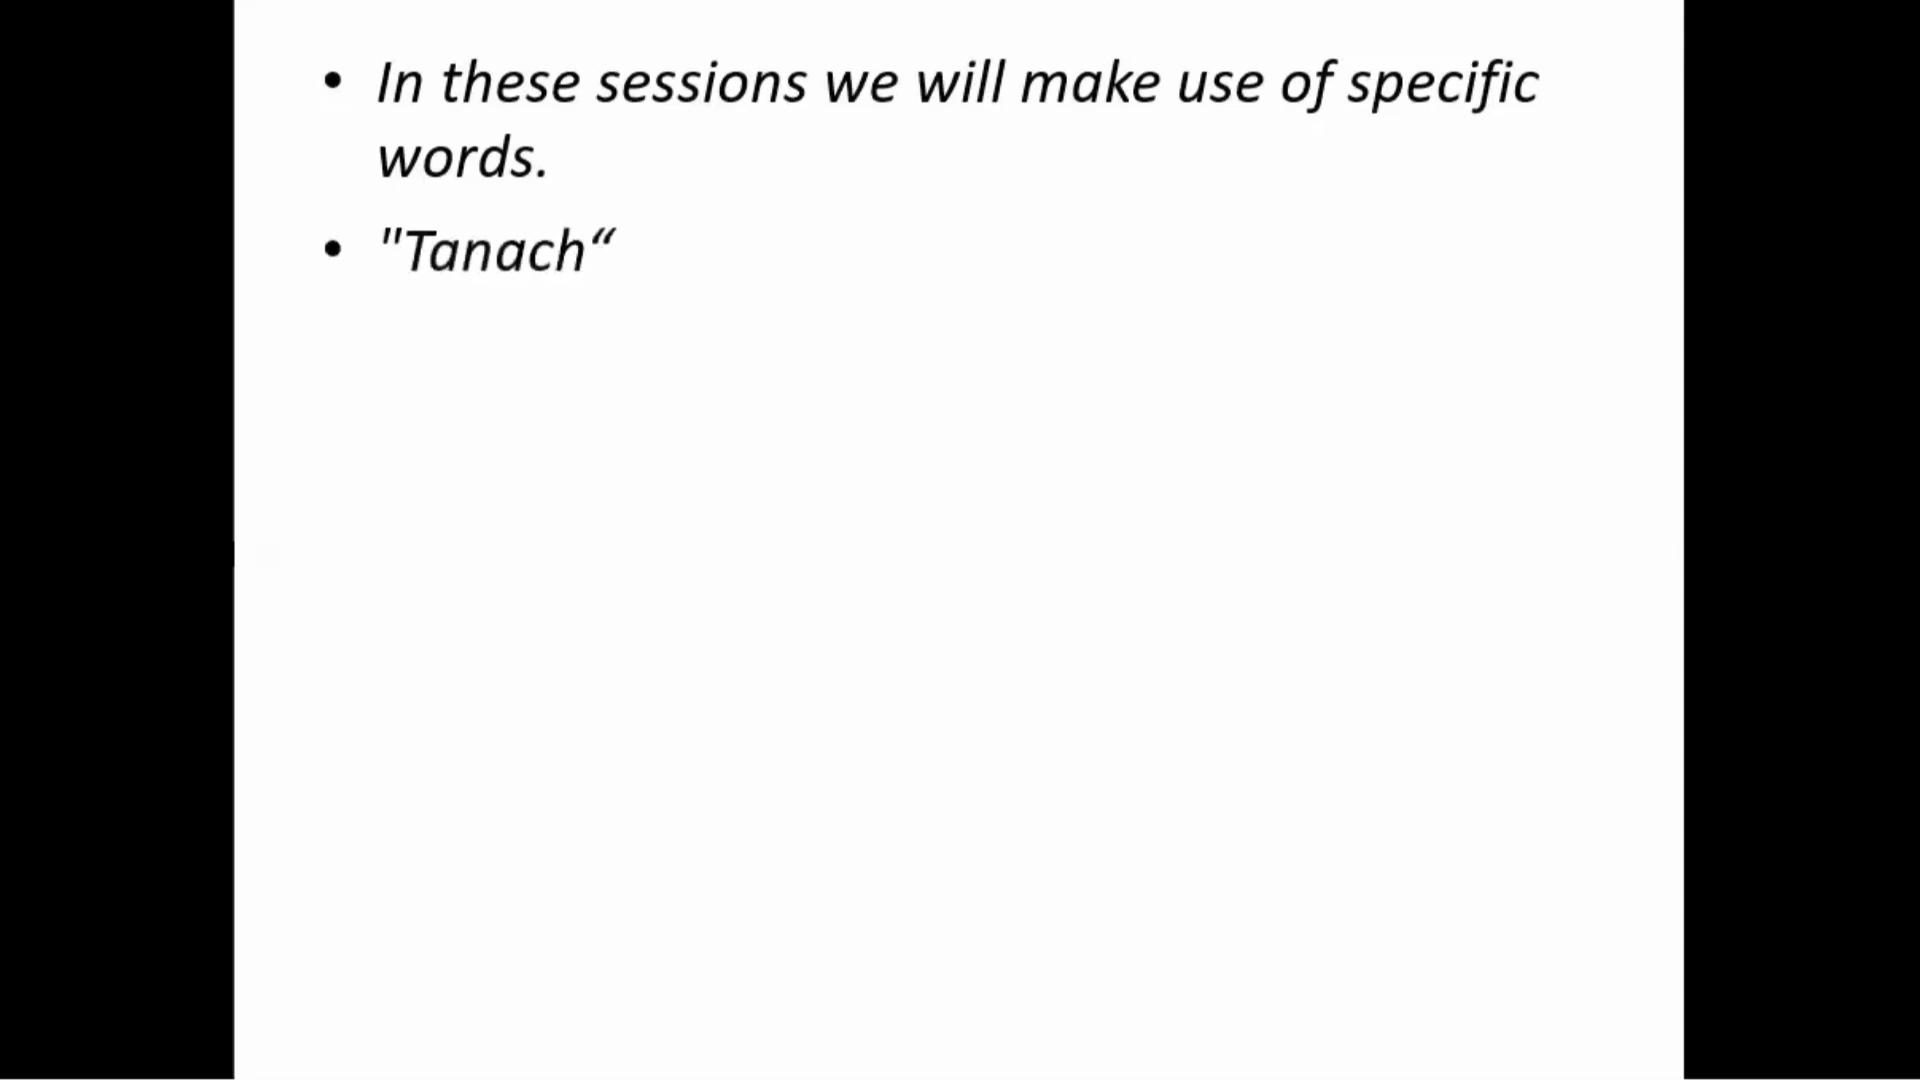 • In these sessions we will make use of specific
words.
• "Tanach“